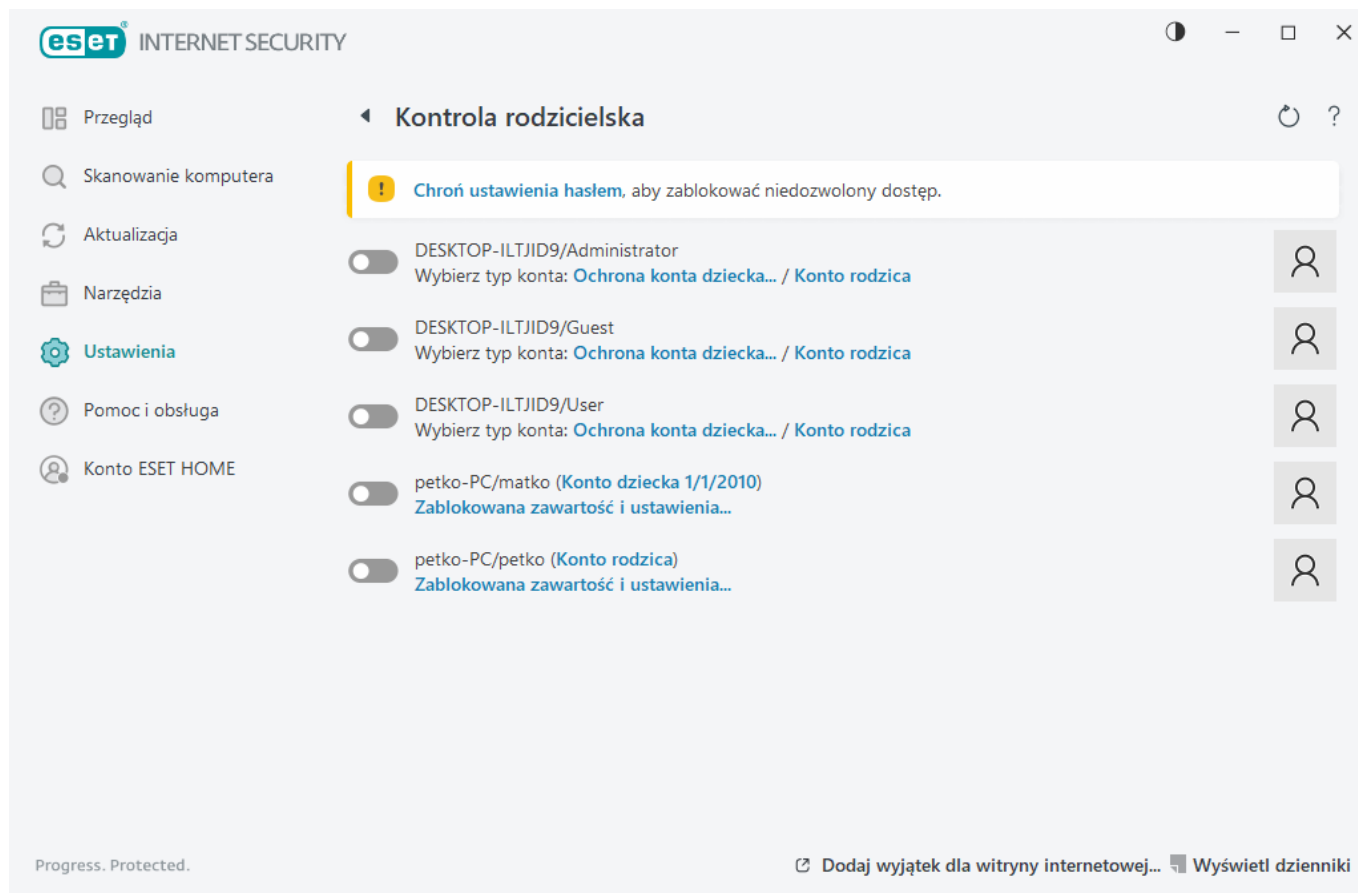 eset® INTERNET SECURITY
Przegląd
Skanowanie komputera
Aktualizacja
Narzędzia
Ustawienia
Pomoc i obsługa
Konto ESET HOME
Kontrola rodzicielska
?
! Chroń ustawienia hasłem, aby zablokować niedozwolony dostęp.
DESKTOP-ILTJID9/Administrator
Wybierz typ konta: Ochrona konta dziecka... / Konto rodzica
DESKTOP-ILTJID9/Guest
Wybierz typ konta: Ochrona konta dziecka... / Konto rodzica
DESKTOP-ILTJID9/User
Wybierz typ konta: Ochrona konta dziecka... / Konto rodzica
petko-PC/matko (Konto dziecka 1/1/2010)
Zablokowana zawartość i ustawienia...
petko-PC/petko (Konto rodzica)
Zablokowana zawartość i ustawienia...
Progress. Protected.
Dodaj wyjątek dla witryny internetowej... Wyświetl dzienniki